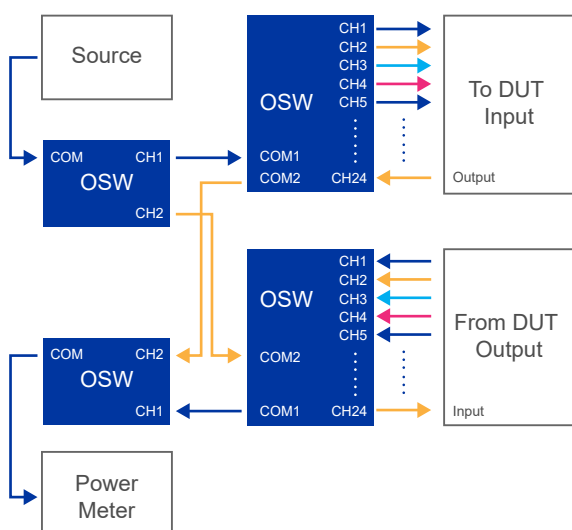 Source
COM CH1
OSW
CH2
COM CH2
OSW
CH1
Power
Meter
CH1
CH2
CH3
CH4
CH5
OSW
COM1
COM2 CH24
To DUT
Input
Output
CH1
CH2
CH3
CH4
CH5
OSW
COM2
COM1 CH24
From DUT
Output
Input